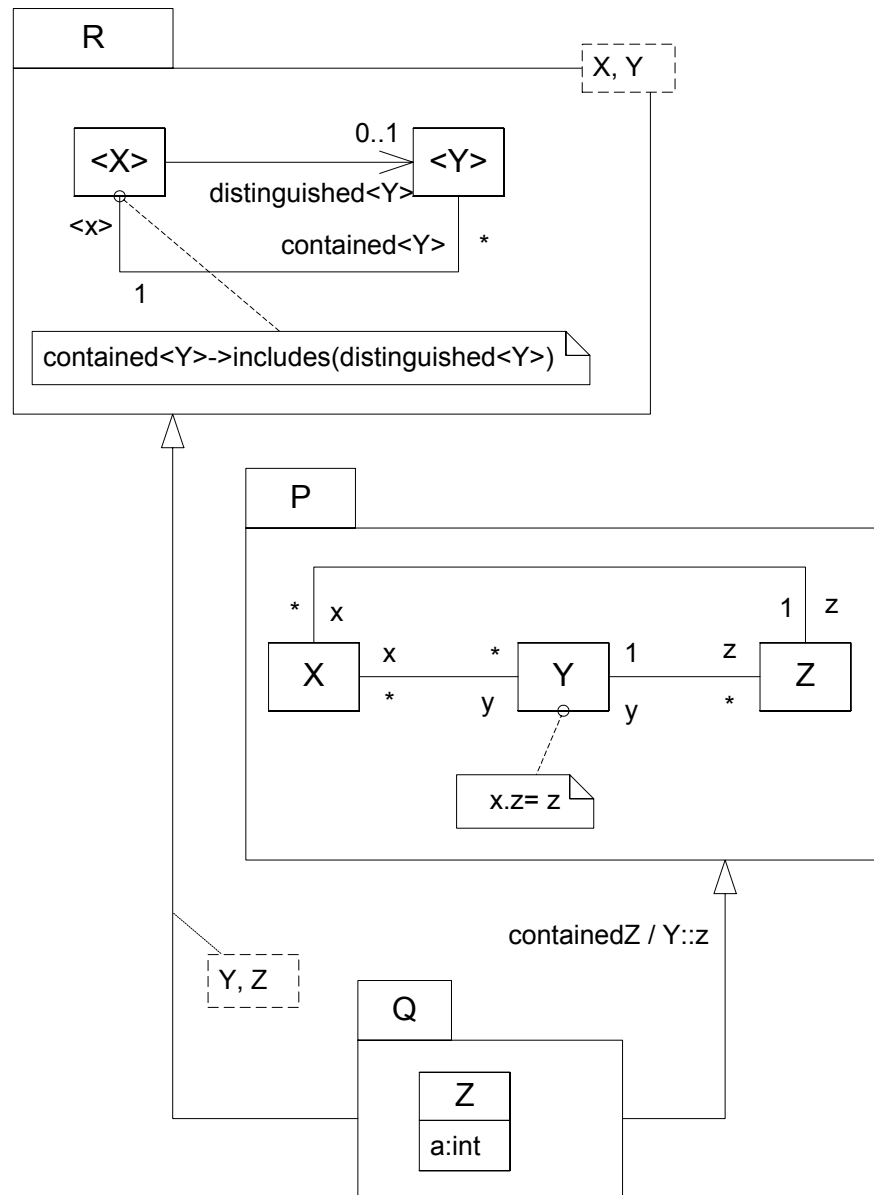 R
X, Y
0..1
<X>
<Y>
distinguished<Y>
<x>
contained<Y>
*
1
contained<Y>->includes(distinguished<Y>)
P
* x
1 z
X
x
*
*
y
Y
1
y
z
*
Z
x.z= z
containedZ / Y::z
Y, Z
Q
Z
a:int